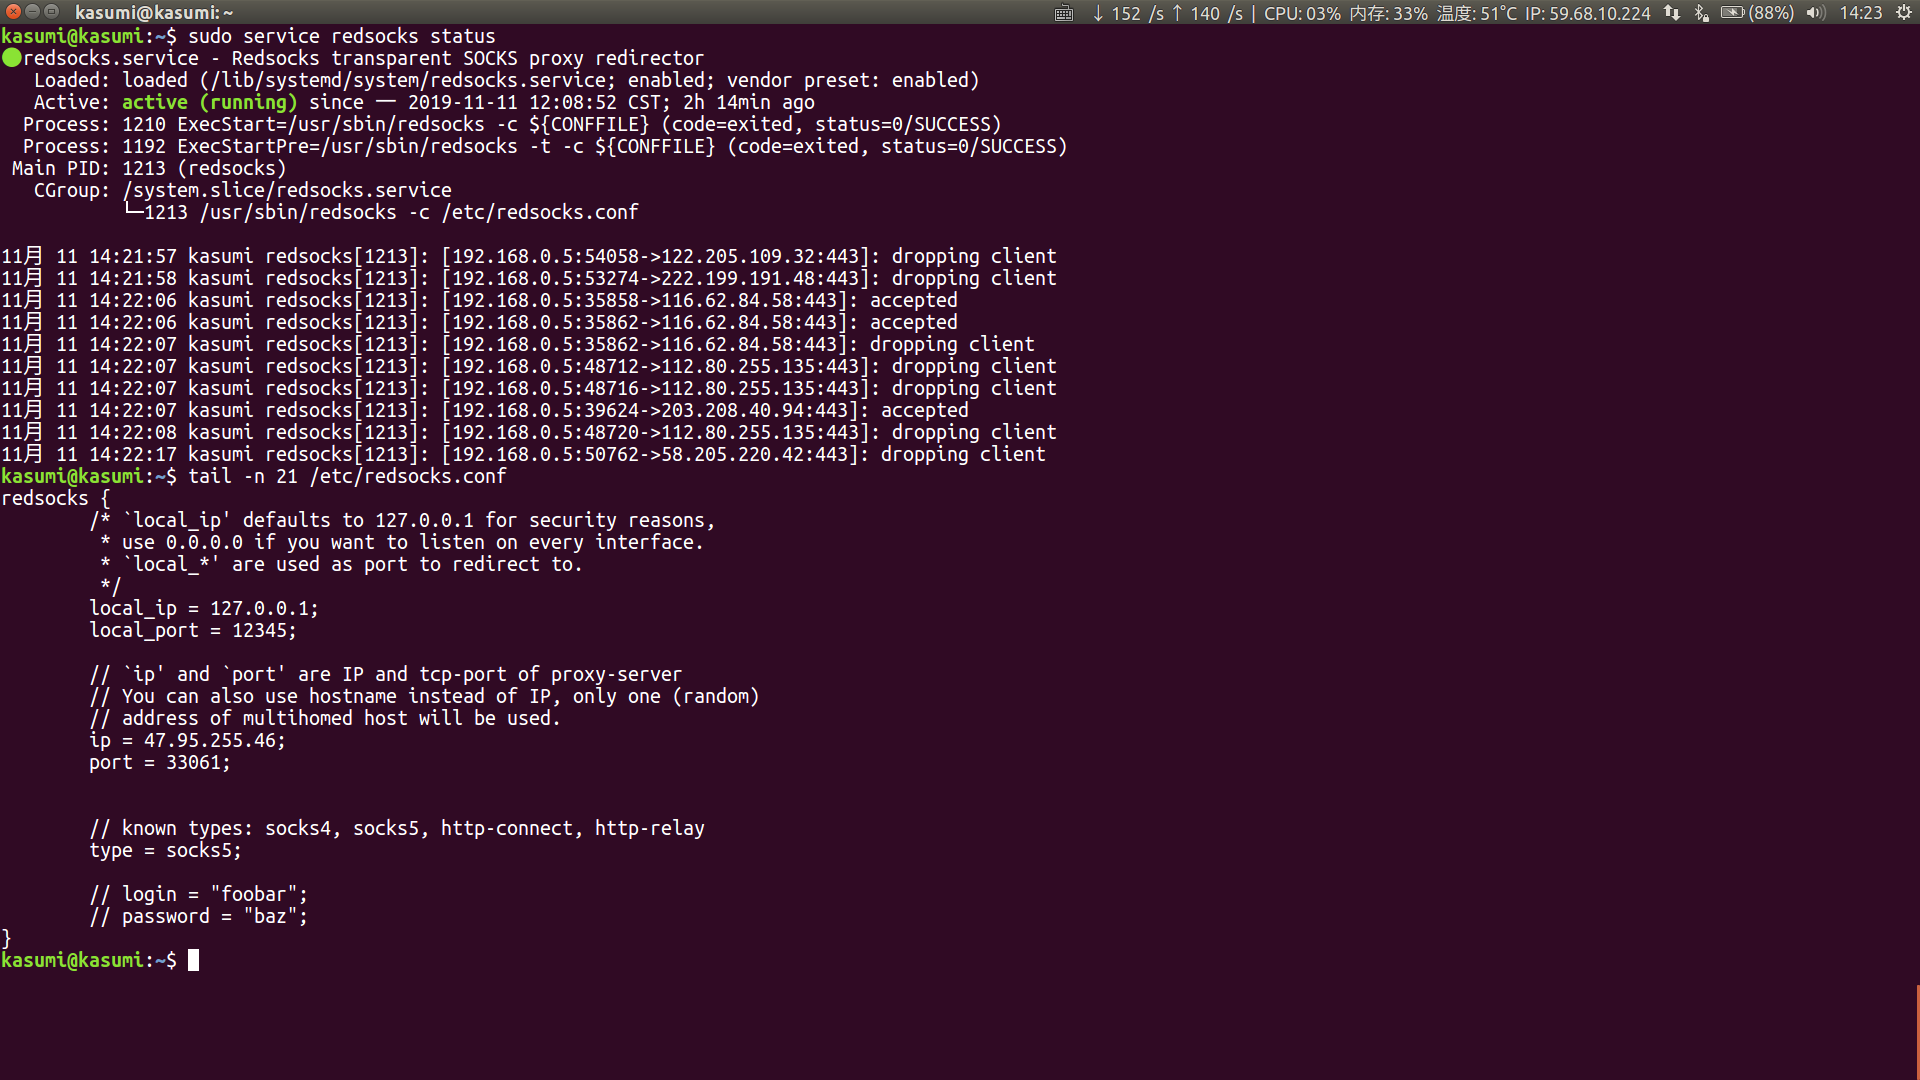 kasumi@kasumi: ~
152 /s 140 /s | CPU: 03% 内存: 33% 温度: 51°C IP: 59.68.10.224 (88%) 14:23
kasumi@kasumi:~$ sudo service redsocks status
● redsocks.service - Redsocks transparent SOCKS proxy redirector
   Loaded: loaded (/lib/systemd/system/redsocks.service; enabled; vendor preset: enabled)
   Active: active (running) since 一 2019-11-11 12:08:52 CST; 2h 14min ago
  Process: 1210 ExecStart=/usr/sbin/redsocks -c ${CONFFILE} (code=exited, status=0/SUCCESS)
  Process: 1192 ExecStartPre=/usr/sbin/redsocks -t -c ${CONFFILE} (code=exited, status=0/SUCCESS)
 Main PID: 1213 (redsocks)
   CGroup: /system.slice/redsocks.service
           └─1213 /usr/sbin/redsocks -c /etc/redsocks.conf
11月 11 14:21:57 kasumi redsocks[1213]: [192.168.0.5:54058->122.205.109.32:443]: dropping client
11月 11 14:21:58 kasumi redsocks[1213]: [192.168.0.5:53274->222.199.191.48:443]: dropping client
11月 11 14:22:06 kasumi redsocks[1213]: [192.168.0.5:35858->116.62.84.58:443]: accepted
11月 11 14:22:06 kasumi redsocks[1213]: [192.168.0.5:35862->116.62.84.58:443]: accepted
11月 11 14:22:07 kasumi redsocks[1213]: [192.168.0.5:35862->116.62.84.58:443]: dropping client
11月 11 14:22:07 kasumi redsocks[1213]: [192.168.0.5:48712->112.80.255.135:443]: dropping client
11月 11 14:22:07 kasumi redsocks[1213]: [192.168.0.5:48716->112.80.255.135:443]: dropping client
11月 11 14:22:07 kasumi redsocks[1213]: [192.168.0.5:39624->203.208.40.94:443]: accepted
11月 11 14:22:08 kasumi redsocks[1213]: [192.168.0.5:48720->112.80.255.135:443]: dropping client
11月 11 14:22:17 kasumi redsocks[1213]: [192.168.0.5:50762->58.205.220.42:443]: dropping client
kasumi@kasumi:~$ tail -n 21 /etc/redsocks.conf
redsocks {
        /* `local_ip' defaults to 127.0.0.1 for security reasons,
         * use 0.0.0.0 if you want to listen on every interface.
         * `local_*' are used as port to redirect to.
         */
        local_ip = 127.0.0.1;
        local_port = 12345;
        // `ip' and `port' are IP and tcp-port of proxy-server
        // You can also use hostname instead of IP, only one (random)
        // address of multihomed host will be used.
        ip = 47.95.255.46;
        port = 33061;
        // known types: socks4, socks5, http-connect, http-relay
        type = socks5;
        // login = "foobar";
        // password = "baz";
}
kasumi@kasumi:~$